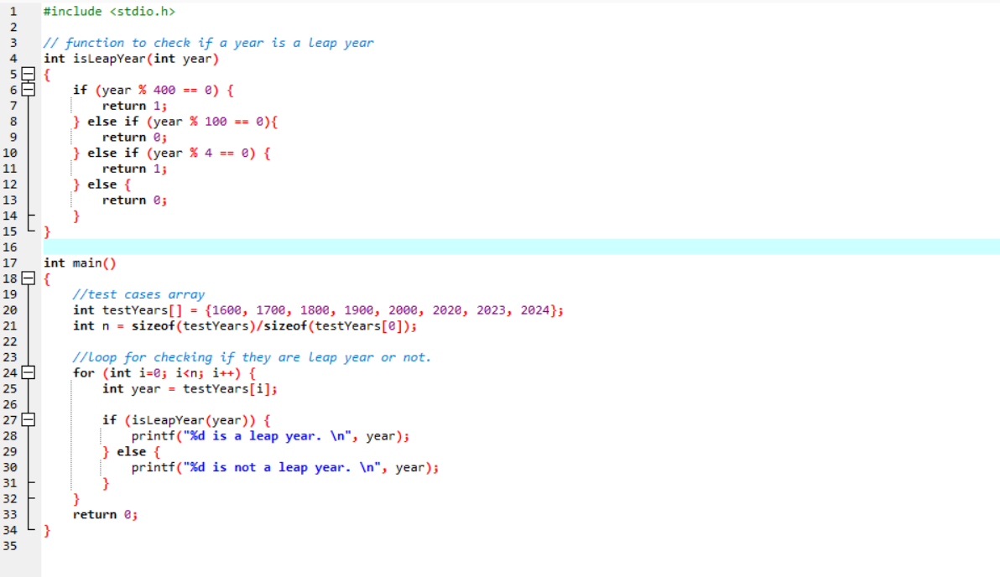 1 #include <stdio.h>
2
3 // function to check if a year is a leap year
4 int isLeapYear(int year)
5 {
6     if (year % 400 == 0) {
7         return 1;
8     } else if (year % 100 == 0){
9         return 0;
10     } else if (year % 4 == 0) {
11         return 1;
12     } else {
13         return 0;
14     }
15 }
16
17 int main()
18 {
19     //test cases array
20     int testYears[] = {1600, 1700, 1800, 1900, 2000, 2020, 2023, 2024};
21     int n = sizeof(testYears)/sizeof(testYears[0]);
22
23     //loop for checking if they are leap year or not.
24     for (int i=0; i<n; i++) {
25         int year = testYears[i];
26
27         if (isLeapYear(year)) {
28             printf("%d is a leap year. \n", year);
29         } else {
30             printf("%d is not a leap year. \n", year);
31         }
32     }
33     return 0;
34 }
35